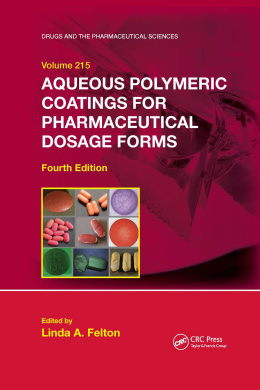 DRUGS AND THE PHARMACEUTICAL SCIENCES
Volume 215
AQUEOUS POLYMERIC
COATINGS FOR
PHARMACEUTICAL
DOSAGE FORMS
Fourth Edition
Edited by
Linda A. Felton
CRC
CRC Press
Taylor & Francis Group